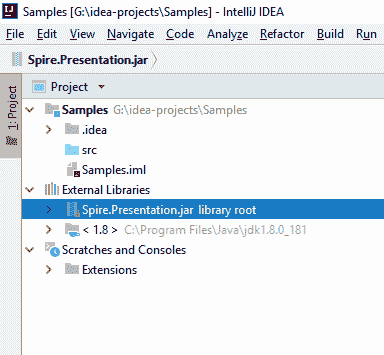 Samples [G:\idea-projects\Samples] - IntelliJ IDEA
File Edit View Navigate Code Analyze Refactor Build Run
Spire.Presentation.jar
1: Project
Project
Samples G:\idea-projects\Samples
.idea
src
Samples.iml
External Libraries
Spire.Presentation.jar library root
< 1.8 > C:\Program Files\Java\jdk1.8.0_181
Scratches and Consoles
Extensions